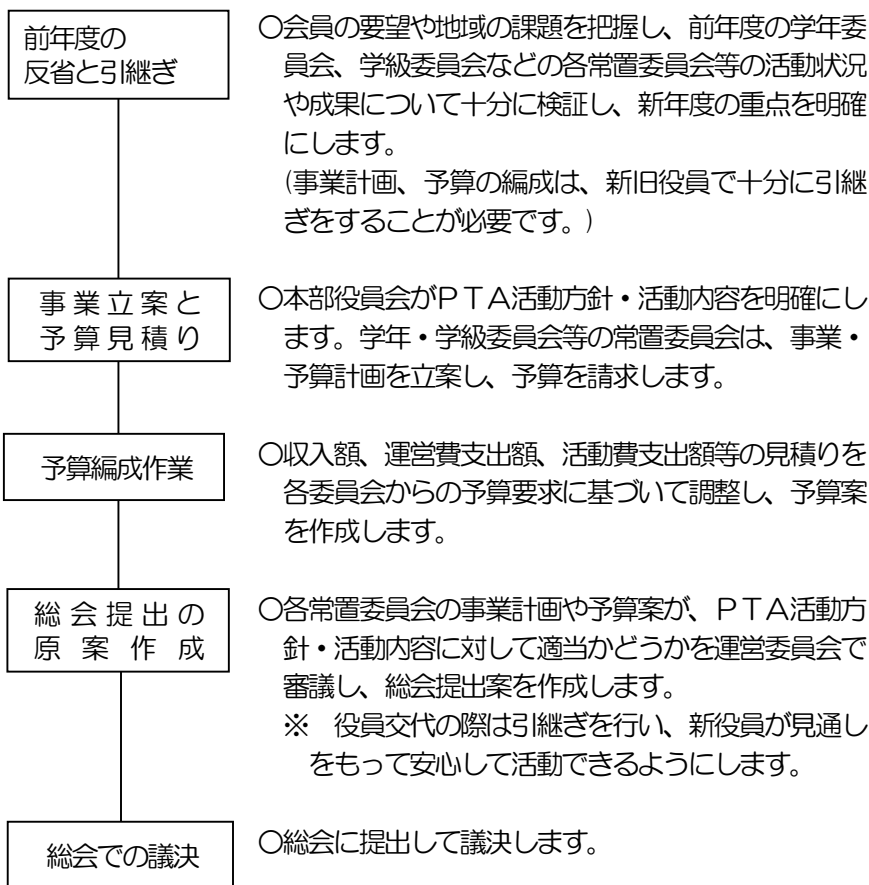 前年度の
反省と引継ぎ
〇会員の要望や地域の課題を把握し、前年度の学年委
員会、学級委員会などの各常置委員会等の活動状況
や成果について十分に検証し、新年度の重点を明確
にします。
(事業計画、予算の編成は、新旧役員で十分に引継
ぎをすることが必要です。)
事業立案と
予算見積り
〇本部役員会がPTA活動方針・活動内容を明確にし
ます。学年・学級委員会等の常置委員会は、事業・
予算計画を立案し、予算を請求します。
予算編成作業
〇収入額、運営費支出額、活動費支出額等の見積りを
各委員会からの予算要求に基づいて調整し、予算案
を作成します。
総会提出の
原案作成
〇各常置委員会の事業計画や予算案が、PTA活動方
針・活動内容に対して適当かどうかを運営委員会で
審議し、総会提出案を作成します。
※ 役員交代の際は引継ぎを行い、新役員が見通し
をもって安心して活動できるようにします。
総会での議決
〇総会に提出して議決します。